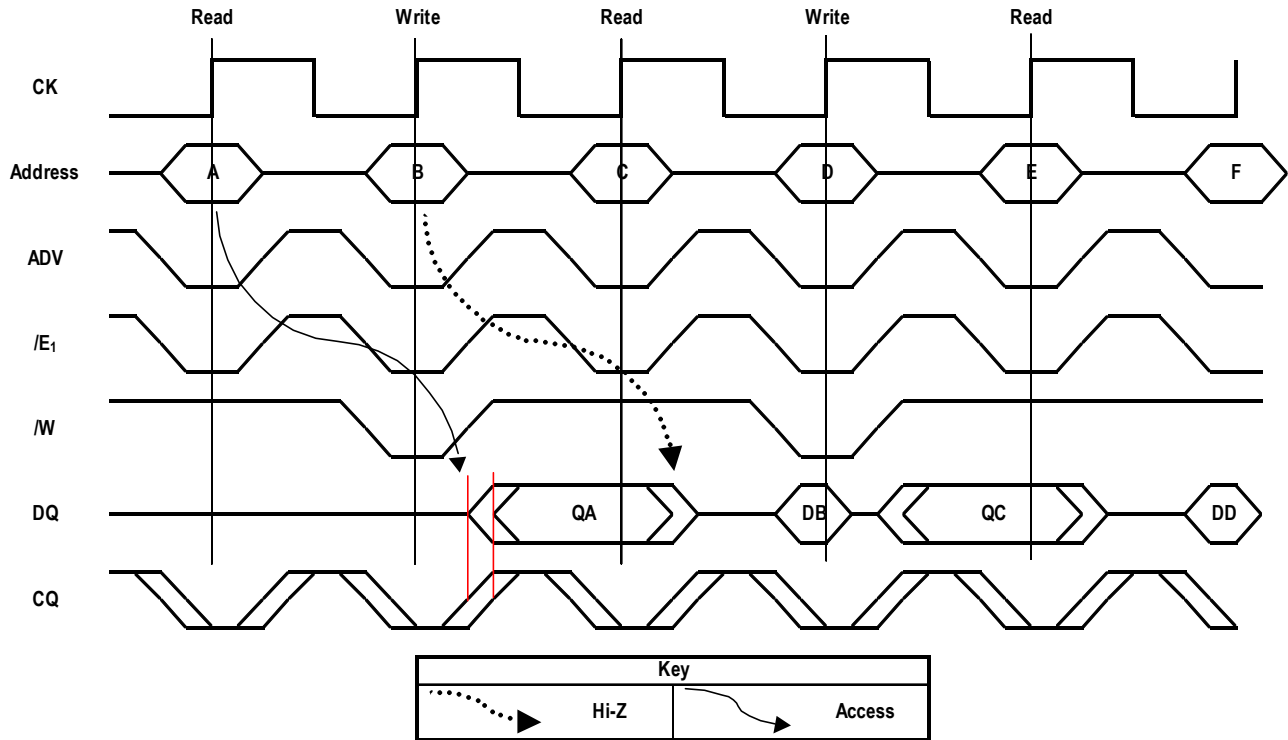 Read Write Read Write Read
CK
Address A B C D E F
ADV
/E1
/W
DQ QA DB QC DD
CQ
Key
Hi-Z Access